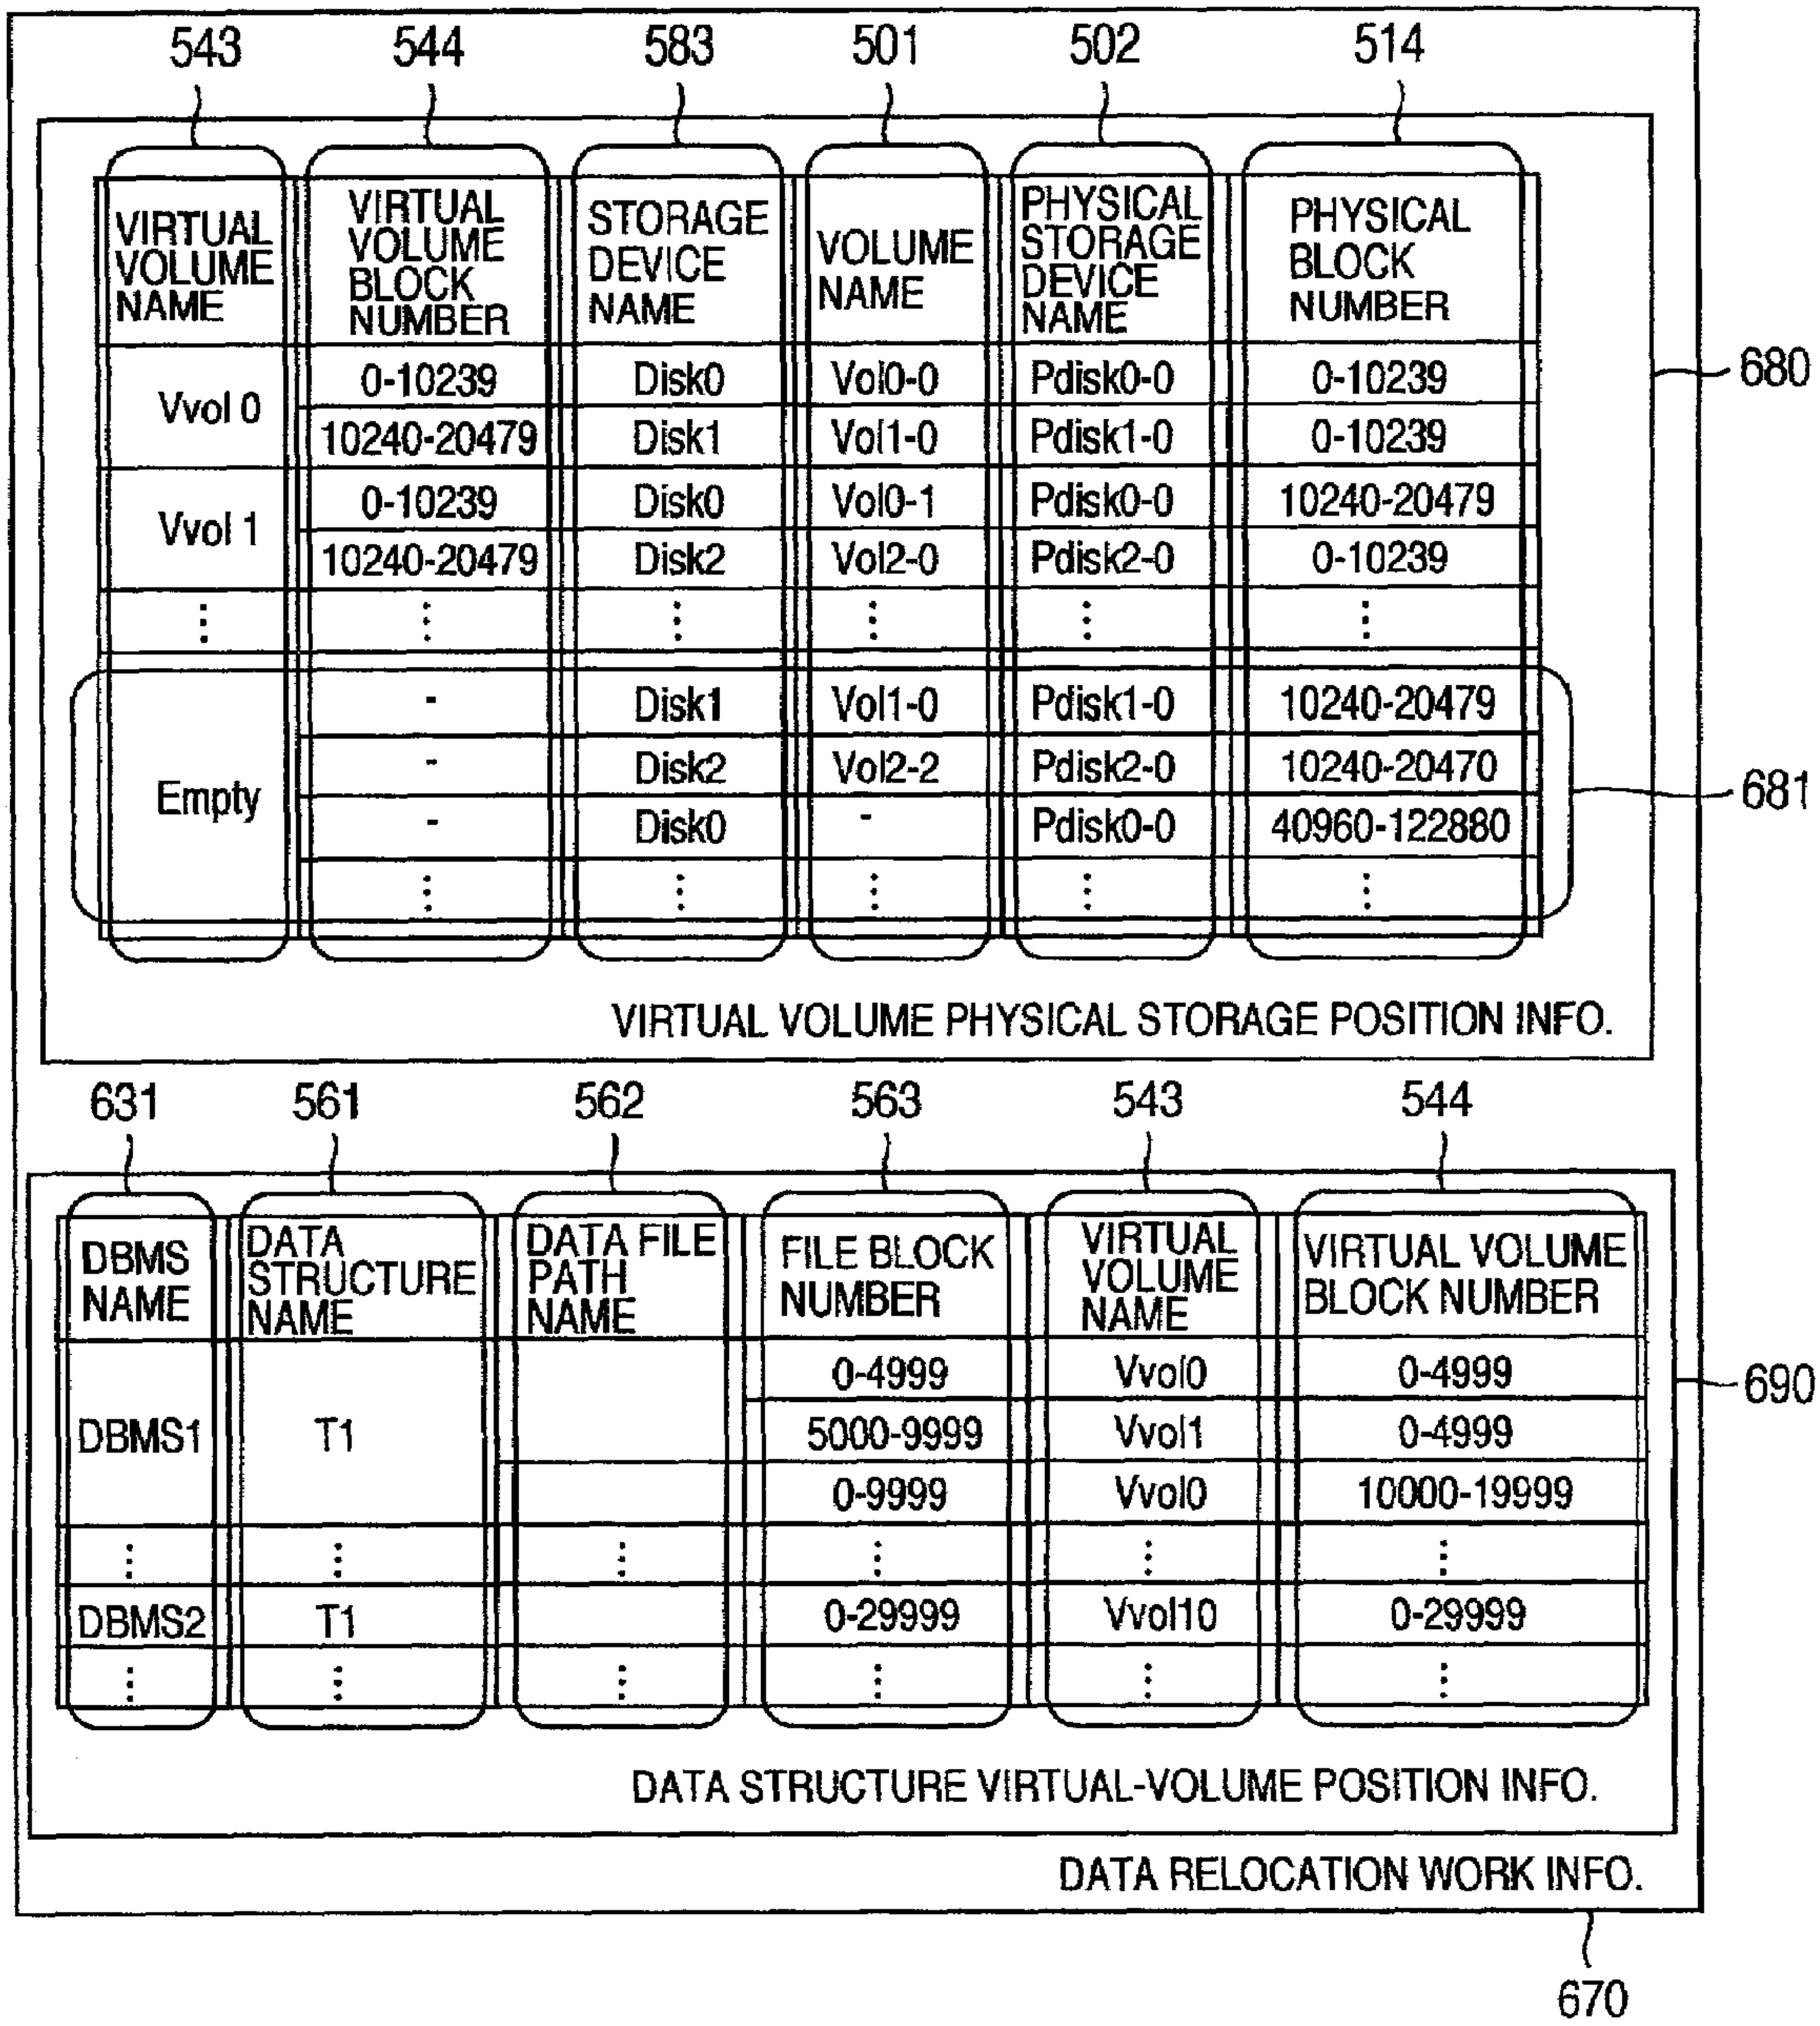 543 544 583 501 502 514
VIRTUAL VOLUME NAME
VIRTUAL VOLUME BLOCK NUMBER
STORAGE DEVICE NAME
VOLUME NAME
PHYSICAL STORAGE DEVICE NAME
PHYSICAL BLOCK NUMBER
Vvol 0 0-10239 Disk0 Vol0-0 Pdisk0-0 0-10239
10240-20479 Disk1 Vol1-0 Pdisk1-0 0-10239
680
Vvol 1 0-10239 Disk0 Vol0-1 Pdisk0-0 10240-20479
10240-20479 Disk2 Vol2-0 Pdisk2-0 0-10239
⋮ ⋮ ⋮ ⋮ ⋮ ⋮
Empty - Disk1 Vol1-0 Pdisk1-0 10240-20479
- Disk2 Vol2-2 Pdisk2-0 10240-20470
- Disk0 - Pdisk0-0 40960-122880
⋮ ⋮ ⋮ ⋮ ⋮
681
VIRTUAL VOLUME PHYSICAL STORAGE POSITION INFO.
631 561 562 563 543 544
DBMS NAME
DATA STRUCTURE NAME
DATA FILE PATH NAME
FILE BLOCK NUMBER
VIRTUAL VOLUME NAME
VIRTUAL VOLUME BLOCK NUMBER
DBMS1 T1 0-4999 Vvol0 0-4999
5000-9999 Vvol1 0-4999
0-9999 Vvol0 10000-19999
690
⋮ ⋮ ⋮ ⋮ ⋮ ⋮
DBMS2 T1 0-29999 Vvol10 0-29999
⋮ ⋮ ⋮ ⋮ ⋮ ⋮
DATA STRUCTURE VIRTUAL-VOLUME POSITION INFO.
DATA RELOCATION WORK INFO.
670